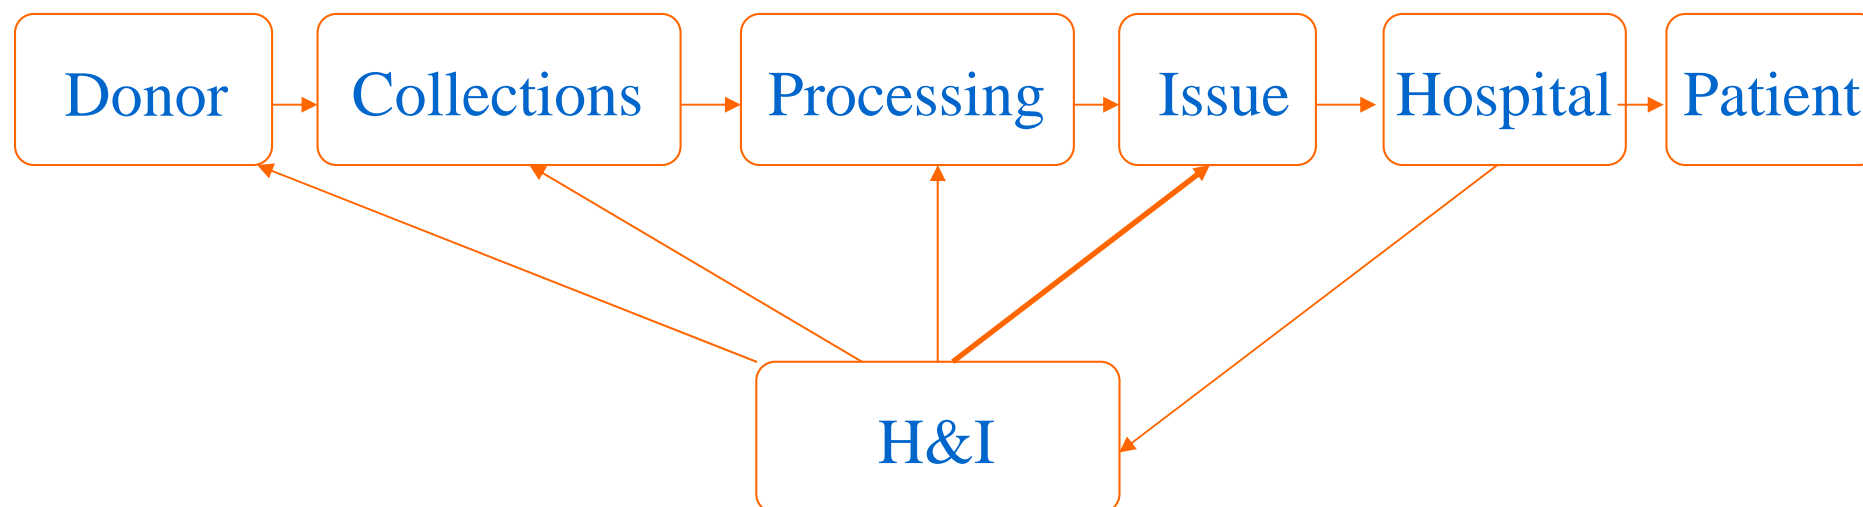 Donor
Collections
Processing
Issue
Hospital
Patient
H&I